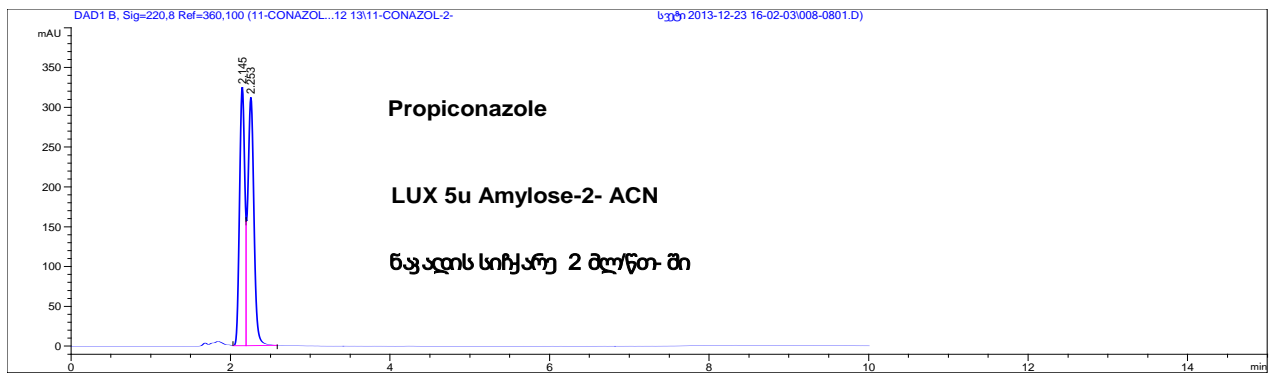 DAD1 B, Sig=220,8 Ref=360,100 (11-CONAZOL...12 13\11-CONAZOL-2- სვეტი 2013-12-23 16-02-03\008-0801.D)
mAU
350
300
250
200
150
100
50
0
2.145
2.253
Propiconazole
LUX 5u Amylose-2- ACN
ნაკადის სიჩქარე 2 მლ/წთ- ში
0 2 4 6 8 10 12 14 min